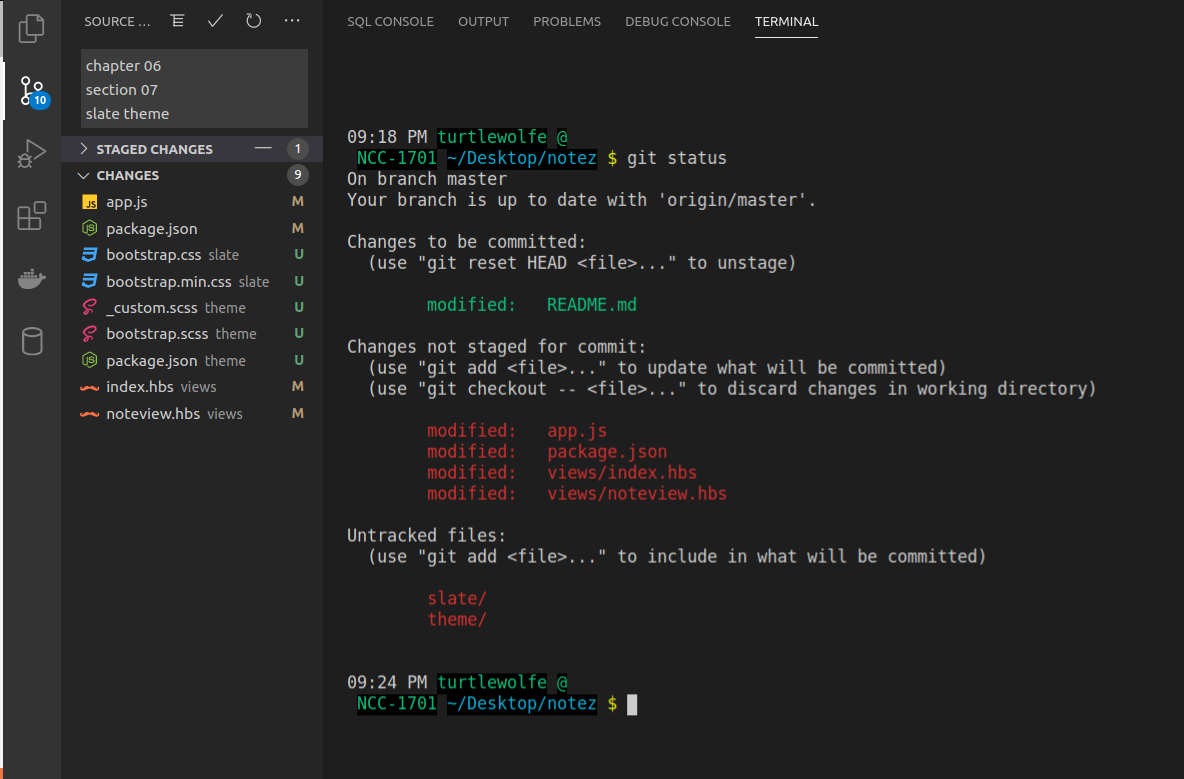 SOURCE ...
10
chapter 06
section 07
slate theme
STAGED CHANGES 1
CHANGES 9
JS app.js M
JS package.json M
bootstrap.css slate U
bootstrap.min.css slate U
_custom.scss theme U
bootstrap.scss theme U
JS package.json theme U
index.hbs views M
noteview.hbs views M
SQL CONSOLE OUTPUT PROBLEMS DEBUG CONSOLE TERMINAL
09:18 PM turtlewolfe @
NCC-1701 ~/Desktop/notez $ git status
On branch master
Your branch is up to date with 'origin/master'.
Changes to be committed:
(use "git reset HEAD <file>..." to unstage)
modified: README.md
Changes not staged for commit:
(use "git add <file>..." to update what will be committed)
(use "git checkout -- <file>..." to discard changes in working directory)
modified: app.js
modified: package.json
modified: views/index.hbs
modified: views/noteview.hbs
Untracked files:
(use "git add <file>..." to include in what will be committed)
slate/
theme/
09:24 PM turtlewolfe @
NCC-1701 ~/Desktop/notez $